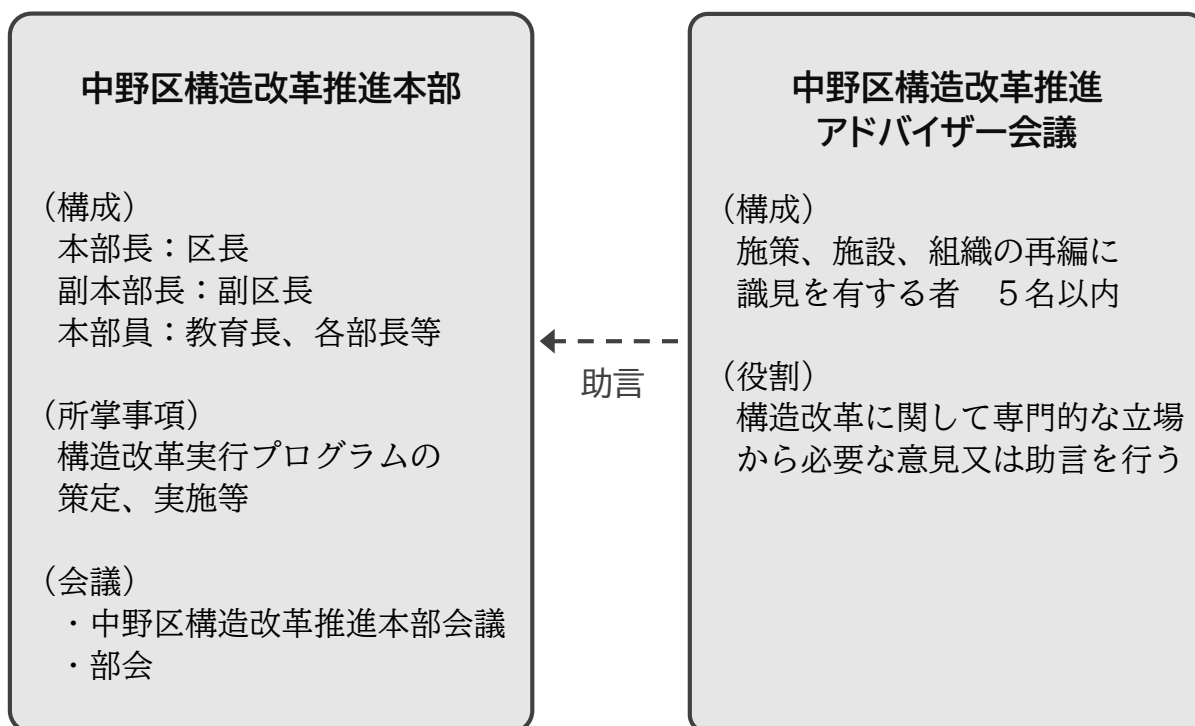 中野区構造改革推進本部
（構成）
本部長：区長
副本部長：副区長
本部員：教育長、各部長等
（所掌事項）
構造改革実行プログラムの
策定、実施等
（会議）
・中野区構造改革推進本部会議
・部会
助言
中野区構造改革推進
アドバイザー会議
（構成）
施策、施設、組織の再編に
識見を有する者　５名以内
（役割）
構造改革に関して専門的な立場
から必要な意見又は助言を行う